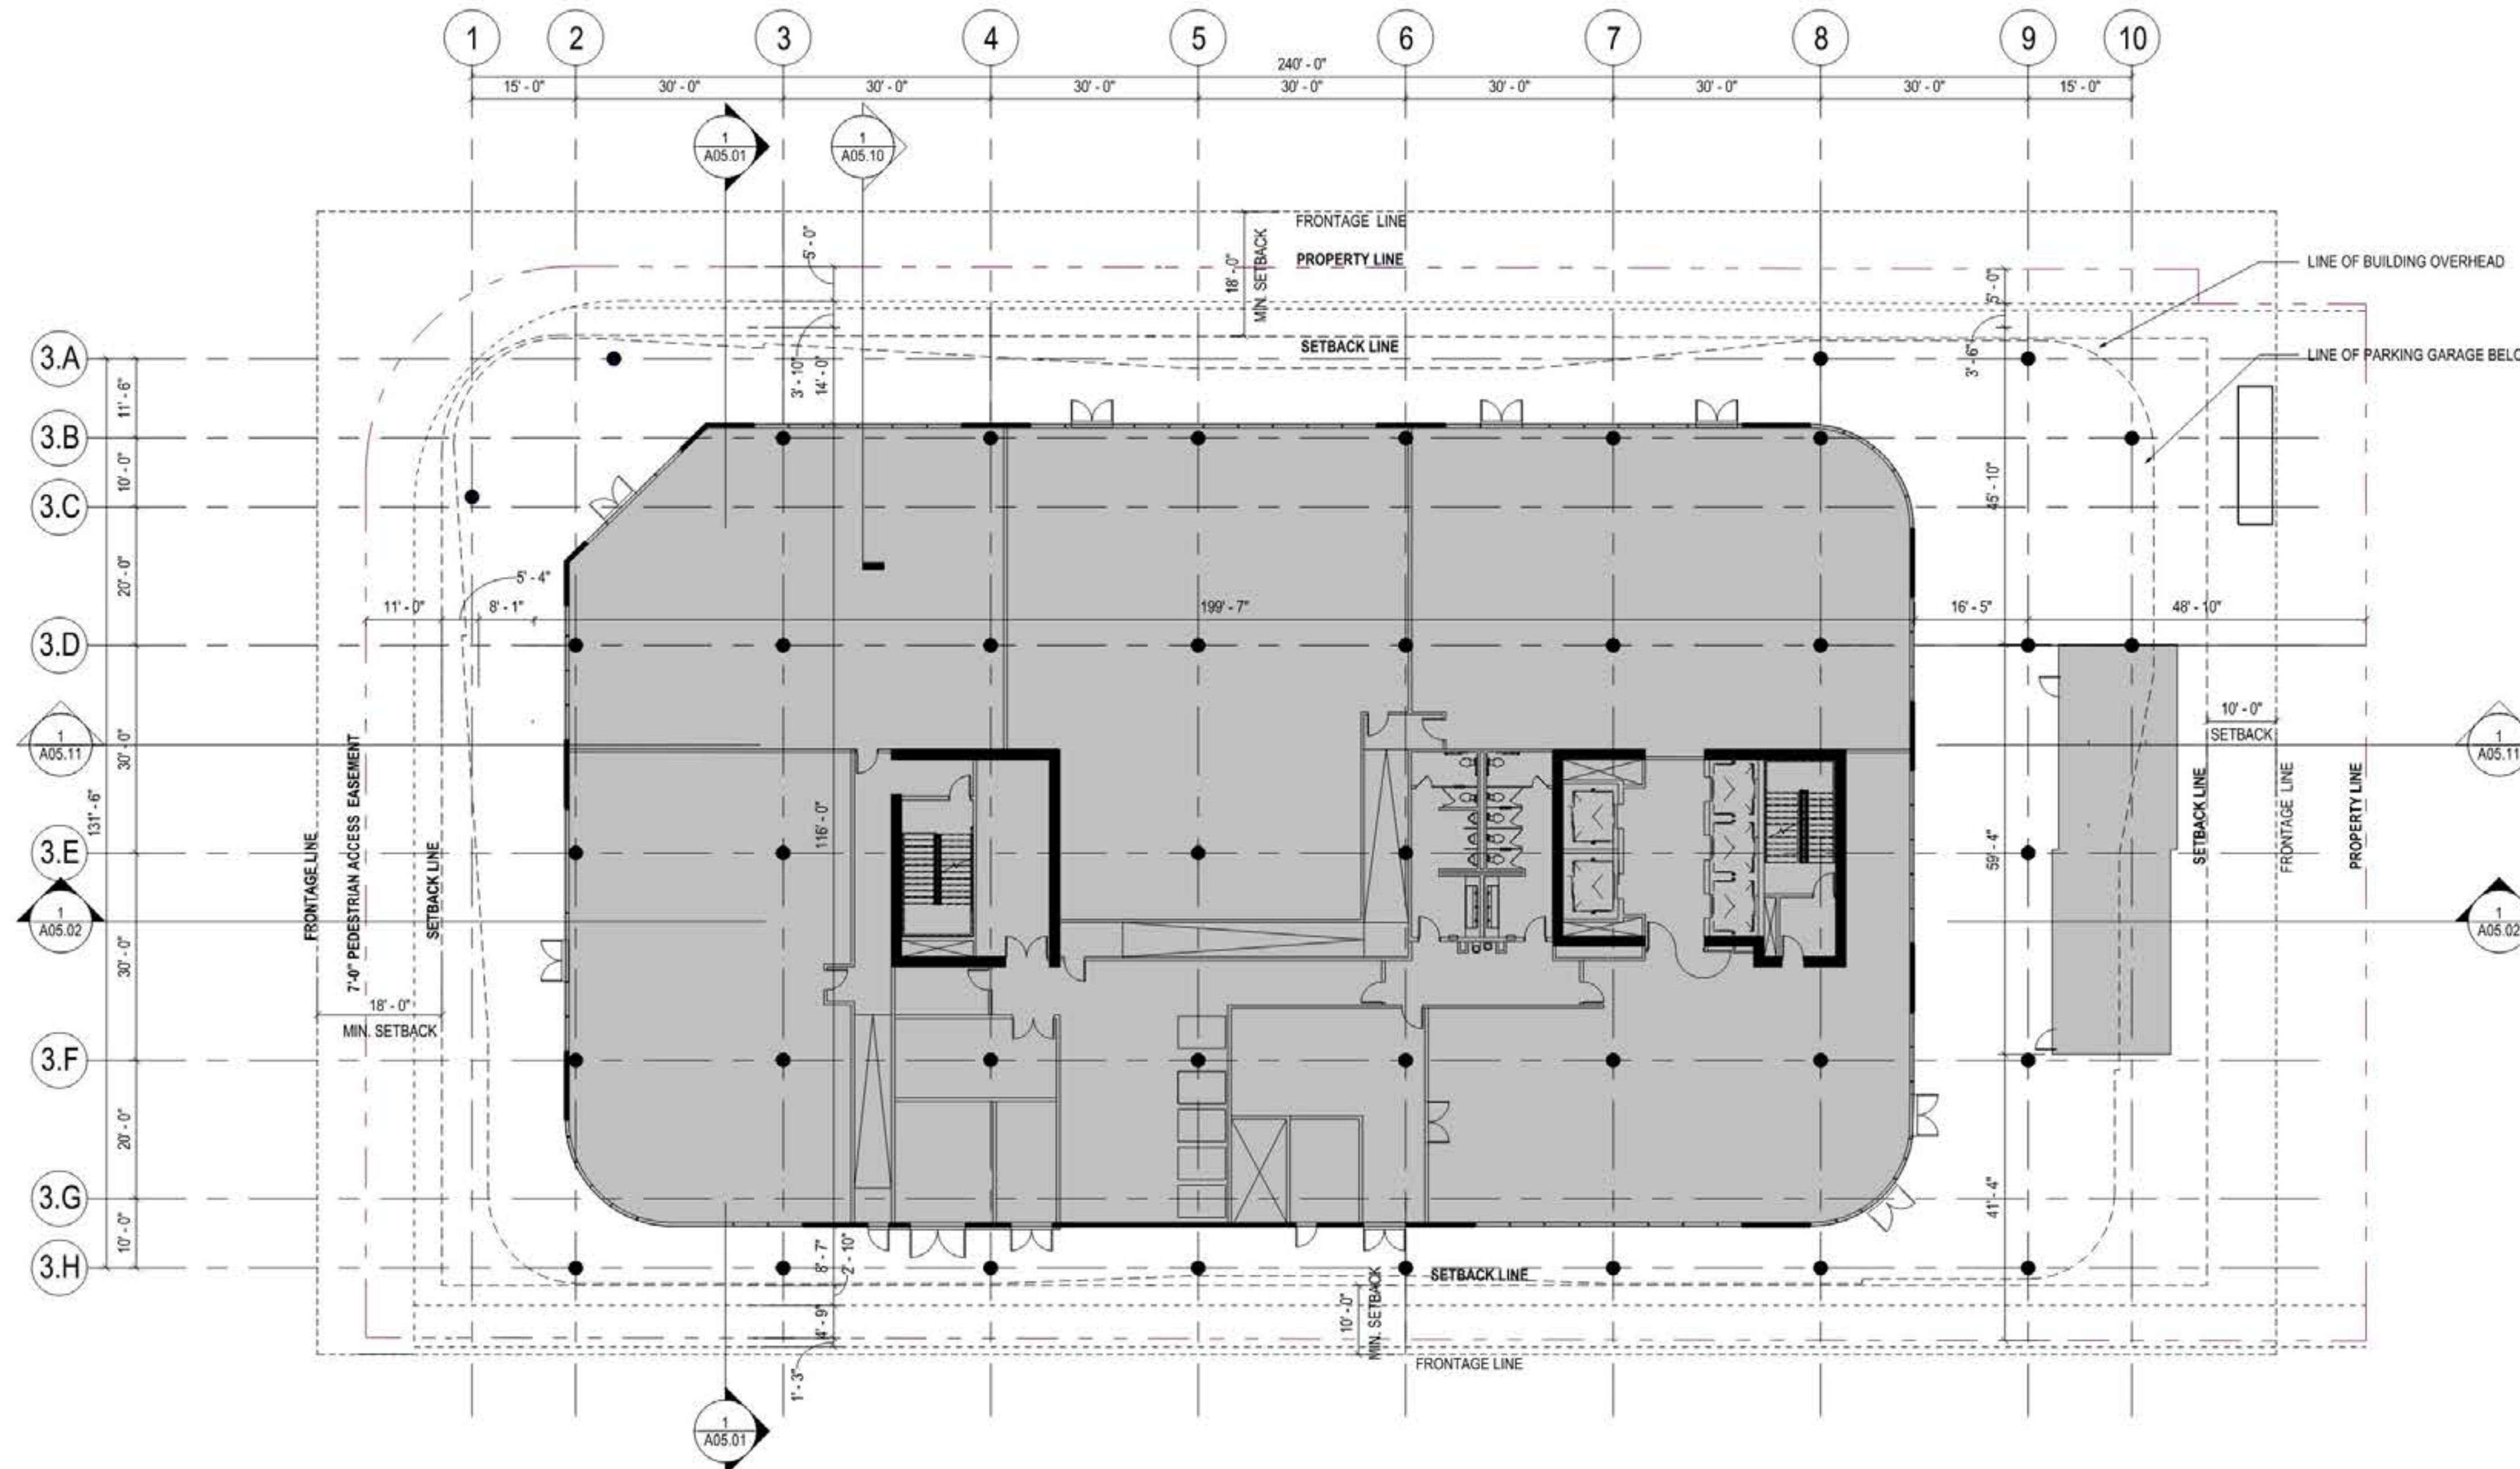 1 2 3 4 5 6 7 8 9 10
240' - 0"
15' - 0" 30' - 0" 30' - 0" 30' - 0" 30' - 0" 30' - 0" 30' - 0" 30' - 0" 15' - 0"
1
A05.01
1
A05.10
FRONTAGE LINE
PROPERTY LINE
18' - 0"
MIN. SETBACK
SETBACK LINE
5' - 0"
3' - 10"
14' - 0"
LINE OF BUILDING OVERHEAD
LINE OF PARKING GARAGE BELO
5' - 0"
3' - 6"
45' - 10"
3.A
11' - 6"
3.B
10' - 0"
3.C
20' - 0"
3.D
30' - 0"
131' - 6"
3.E
30' - 0"
3.F
20' - 0"
3.G
10' - 0"
3.H
5' - 4"
11' - 0"
8' - 1"
199' - 7"
16' - 5"
48' - 10"
1
A05.11
1
A05.11
10' - 0"
SETBACK
116' - 0"
FRONTAGE LINE
7'-0" PEDESTRIAN ACCESS EASEMENT
SETBACK LINE
59' - 4"
SETBACK LINE
FRONTAGE LINE
PROPERTY LINE
1
A05.02
1
A05.02
18' - 0"
MIN. SETBACK
41' - 4"
8' - 7"
2' - 10"
4' - 9"
1' - 3"
SETBACK LINE
10' - 0"
MIN. SETBACK
FRONTAGE LINE
1
A05.01